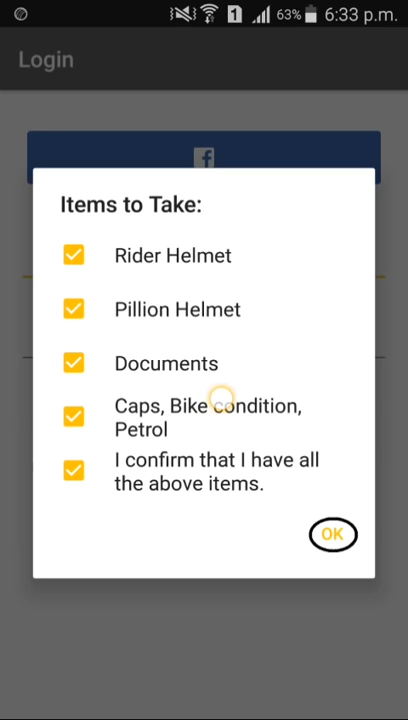 1 63% 6:33 p.m.
Login
f
Items to Take:
Rider Helmet
Pillion Helmet
Documents
Caps, Bike condition,
Petrol
I confirm that I have all
the above items.
OK